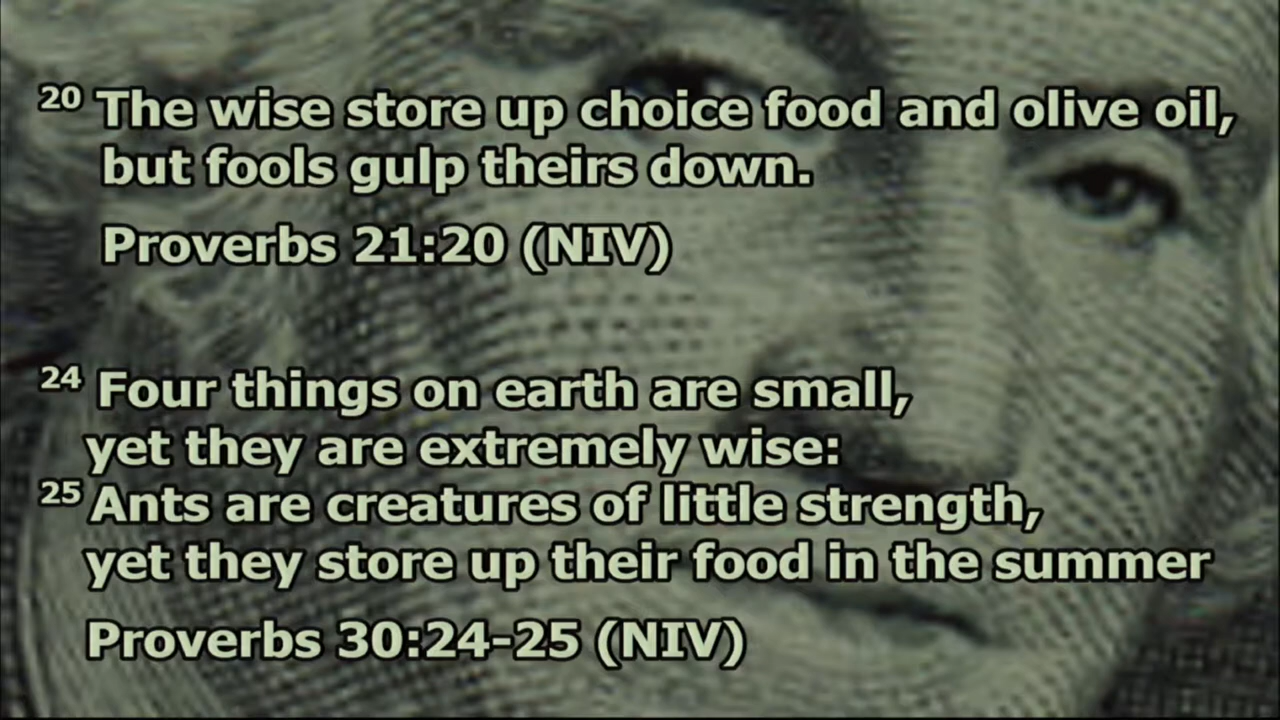 20 The wise store up choice food and olive oil,
but fools gulp theirs down.
Proverbs 21:20 (NIV)
24 Four things on earth are small,
yet they are extremely wise:
25 Ants are creatures of little strength,
yet they store up their food in the summer
Proverbs 30:24-25 (NIV)